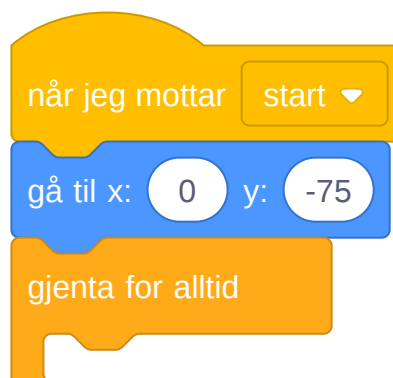 når jeg mottar start
gå til x: 0 y: -75
gjenta for alltid